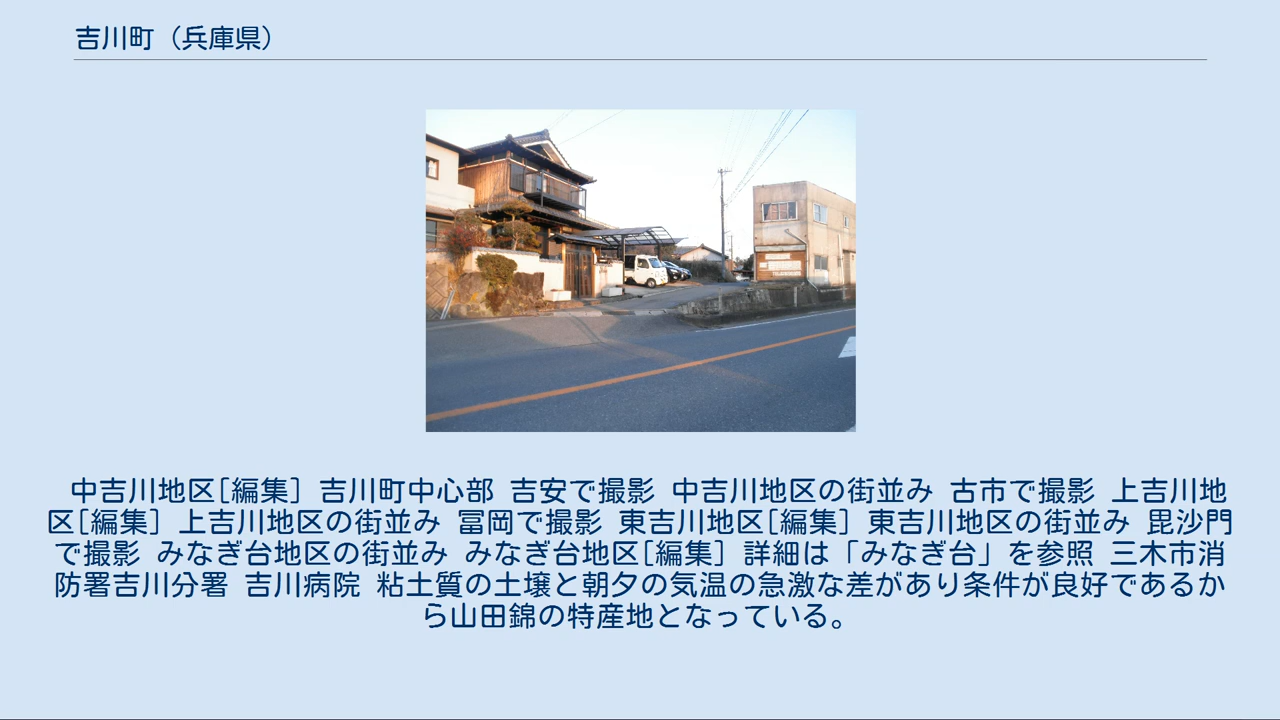 吉川町（兵庫県）
中吉川地区[編集] 吉川町中心部 吉安で撮影 中吉川地区の街並み 古市で撮影 上吉川地
区[編集] 上吉川地区の街並み 冨岡で撮影 東吉川地区[編集] 東吉川地区の街並み 毘沙門
で撮影 みなぎ台地区の街並み みなぎ台地区[編集] 詳細は「みなぎ台」を参照 三木市消
防署吉川分署 吉川病院 粘土質の土壌と朝夕の気温の急激な差があり条件が良好であるか
ら山田錦の特産地となっている。